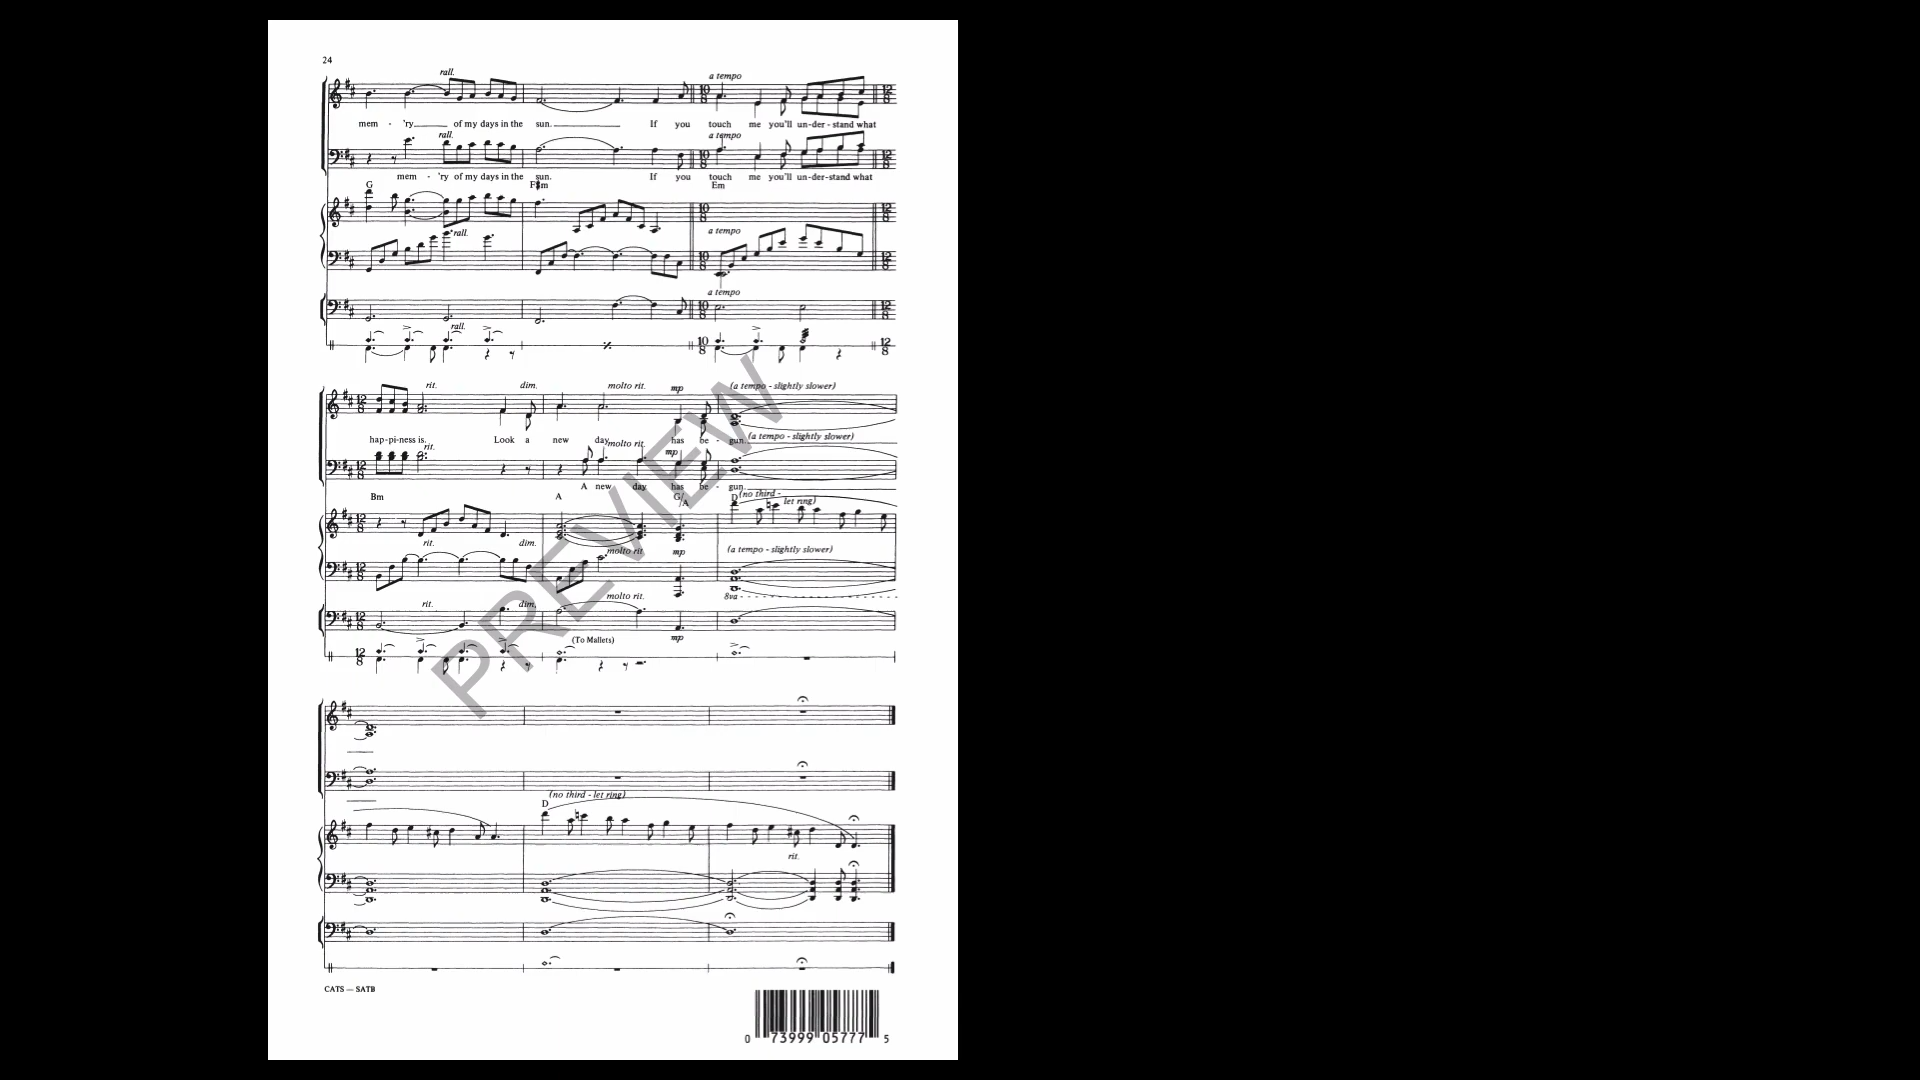 24
rall. a tempo
mem - 'ry of my days in the sun. If you touch me you'll un-der-stand what
rall. a tempo
mem - 'ry of my days in the sun. If you touch me you'll un-der-stand what
G F#m Em
rall. a tempo
a tempo
rall.
rit. dim. molto rit. mp (a tempo - slightly slower)
hap-pi-ness is. Look a new day has be - gun.
rit. molto rit. mp (a tempo - slightly slower)
A new day has be - gun.
Bm A G/A D (no third - let ring)
rit. dim. molto rit. mp (a tempo - slightly slower)
8va
rit. dim. molto rit.
(To Mallets) mp
PREVIEW
D (no third - let ring)
rit.
CATS — SATB
0 73999 05777 5